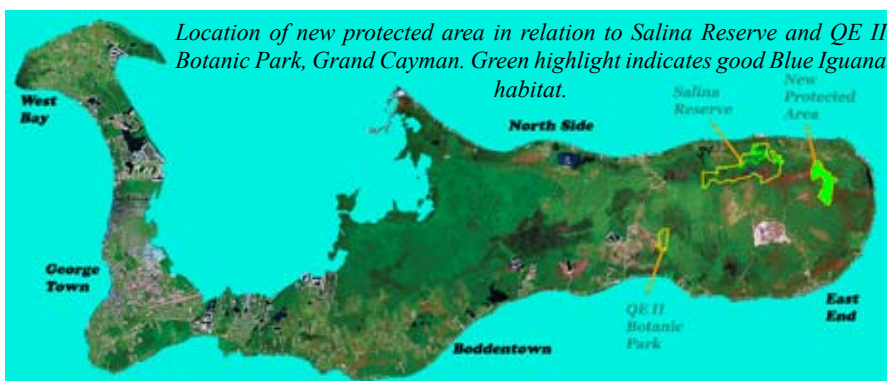 Location of new protected area in relation to Salina Reserve and QE II
Botanic Park, Grand Cayman. Green highlight indicates good Blue Iguana
habitat.
Salina
Reserve
New
Protected
Area
West
Bay
North Side
George
Town
QE II
Botanic
Park
East
End
Boddentown